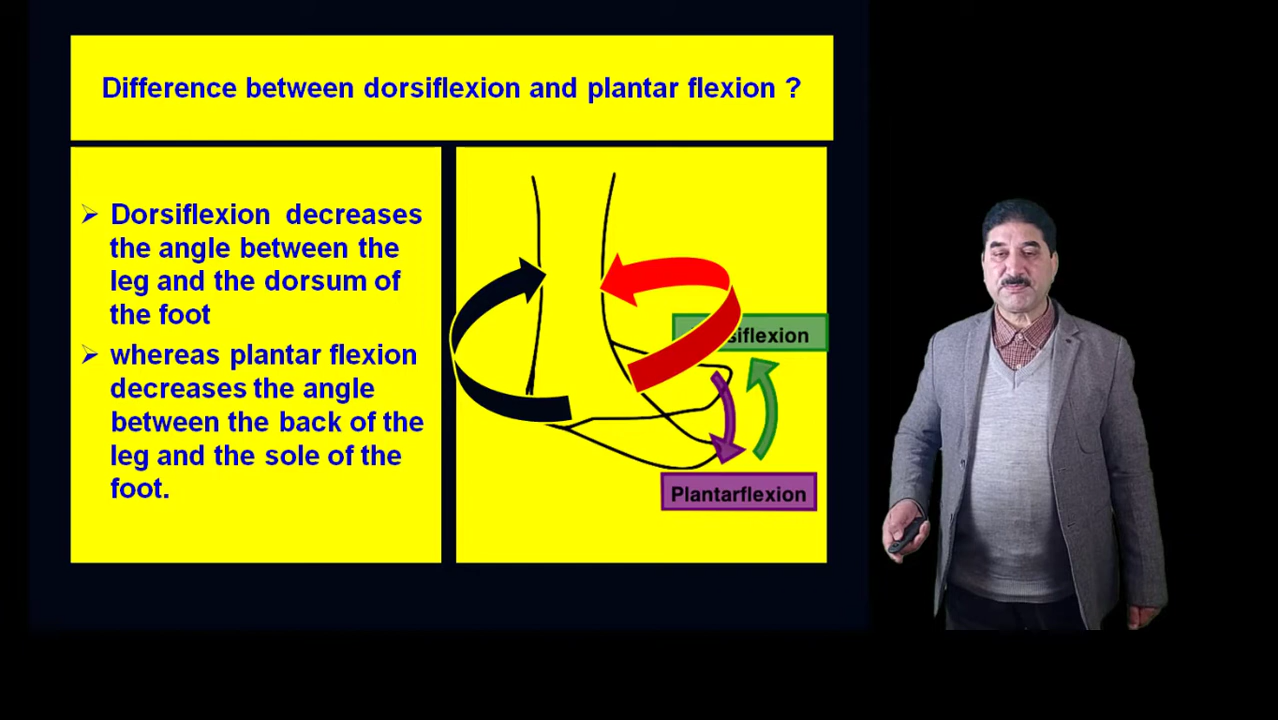 Difference between dorsiflexion and plantar flexion ?
Dorsiflexion decreases
the angle between the
leg and the dorsum of
the foot
whereas plantar flexion
decreases the angle
between the back of the
leg and the sole of the
foot.
siflexion
Plantarflexion